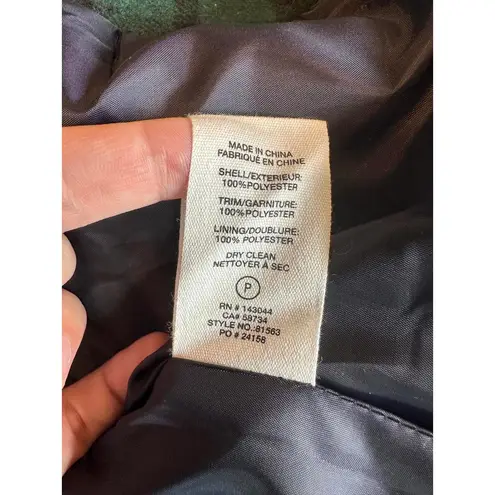 MADE IN CHINA
FABRIQUÉ EN CHINE
SHELL/EXTERIEUR:
100%POLYESTER
TRIM/GARNITURE:
100%POLYESTER
LINING/DOUBLURE:
100% POLYESTER
DRY CLEAN
NETTOYER À SEC
P
RN # 143044
CA# 58734
STYLE NO.:81563
PO # 24158